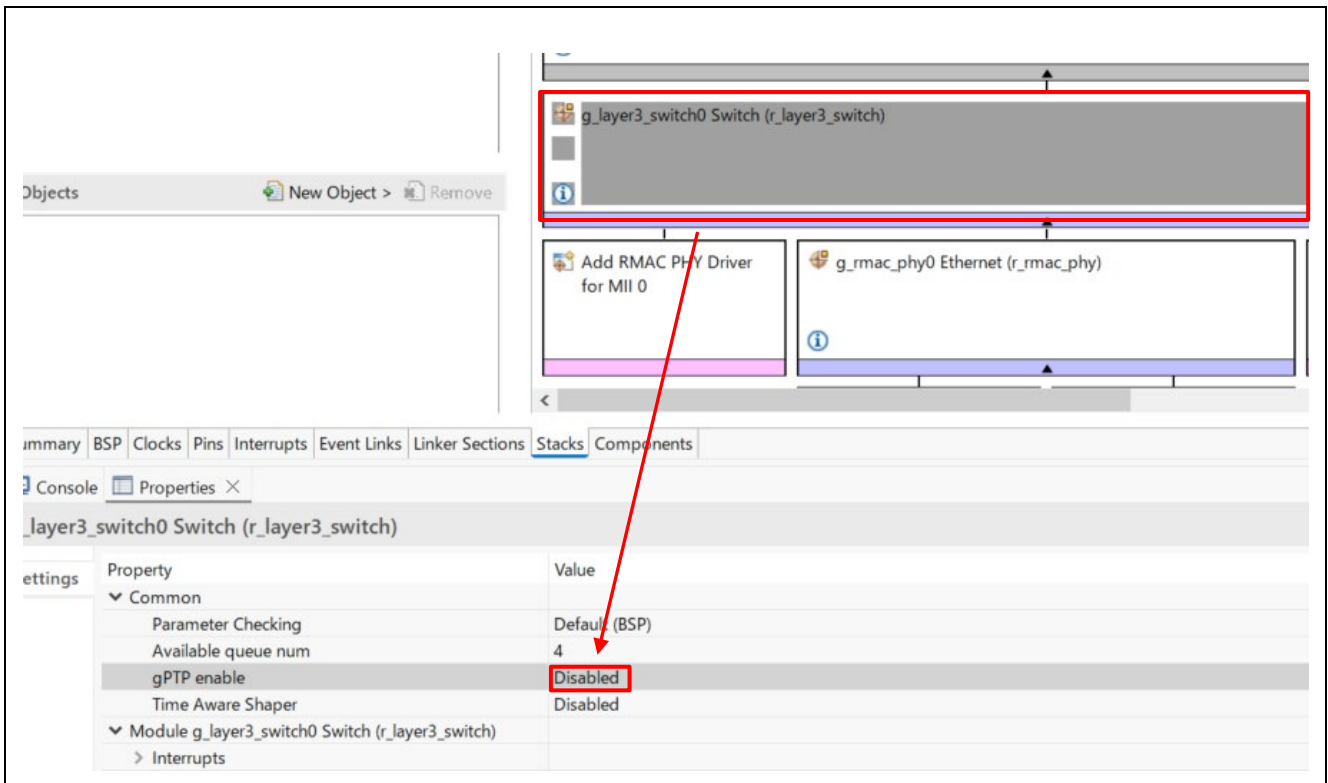 g_layer3_switch0 Switch (r_layer3_switch)
Objects
New Object >
Remove
Add RMAC PHY Driver
for MII 0
g_rmac_phy0 Ethernet (r_rmac_phy)
ummary BSP Clocks Pins Interrupts Event Links Linker Sections Stacks Components
Console Properties
_layer3_switch0 Switch (r_layer3_switch)
ettings
Property Value
Common
Parameter Checking Default (BSP)
Available queue num 4
gPTP enable Disabled
Time Aware Shaper Disabled
Module g_layer3_switch0 Switch (r_layer3_switch)
Interrupts